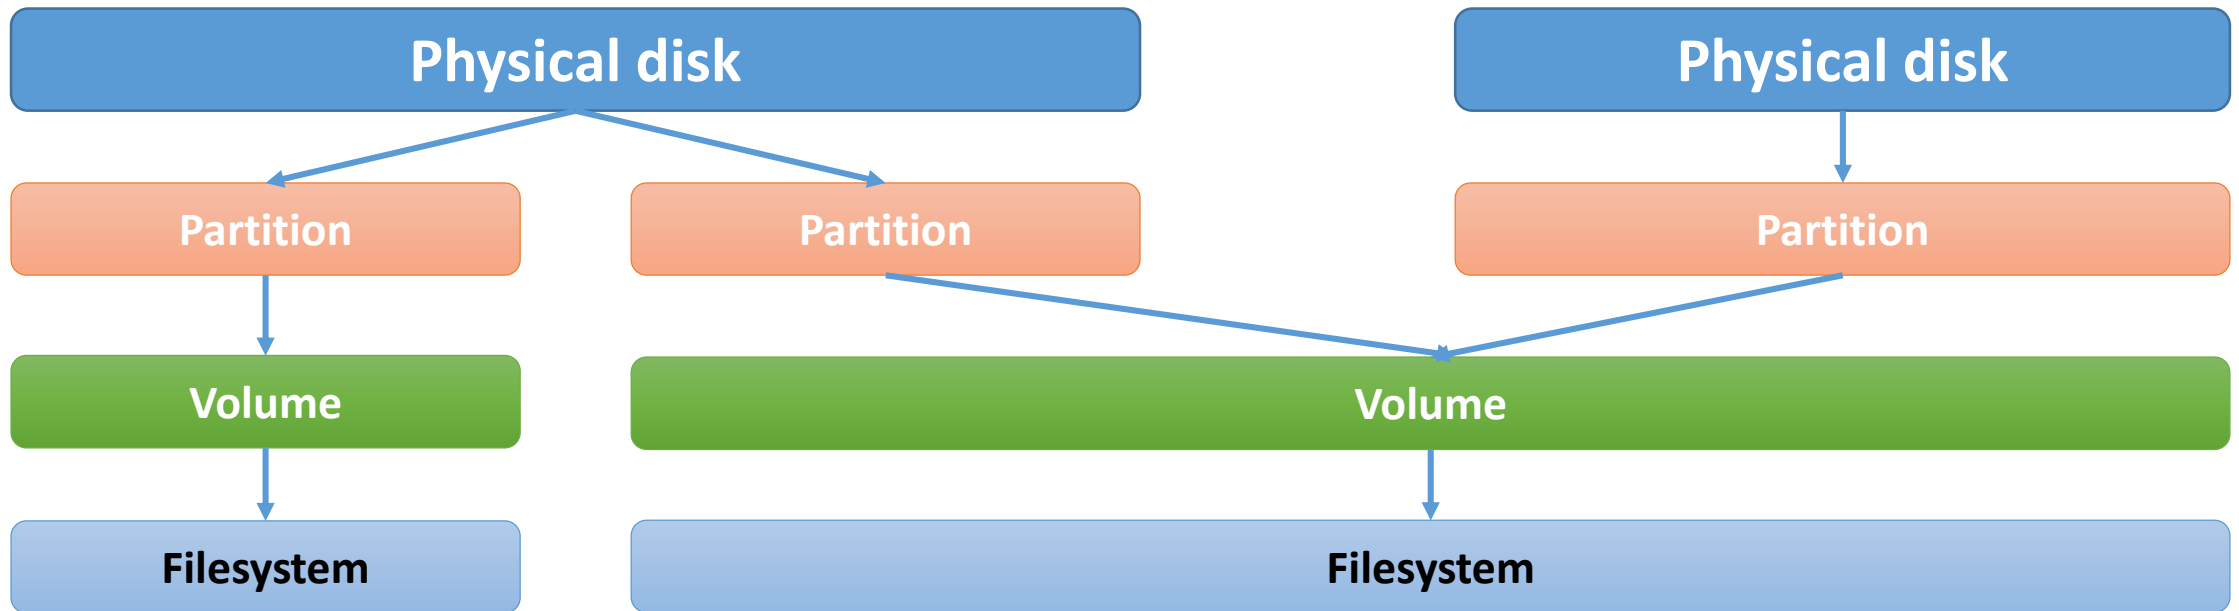 Physical disk
Physical disk
Partition
Partition
Partition
Volume
Volume
Filesystem
Filesystem